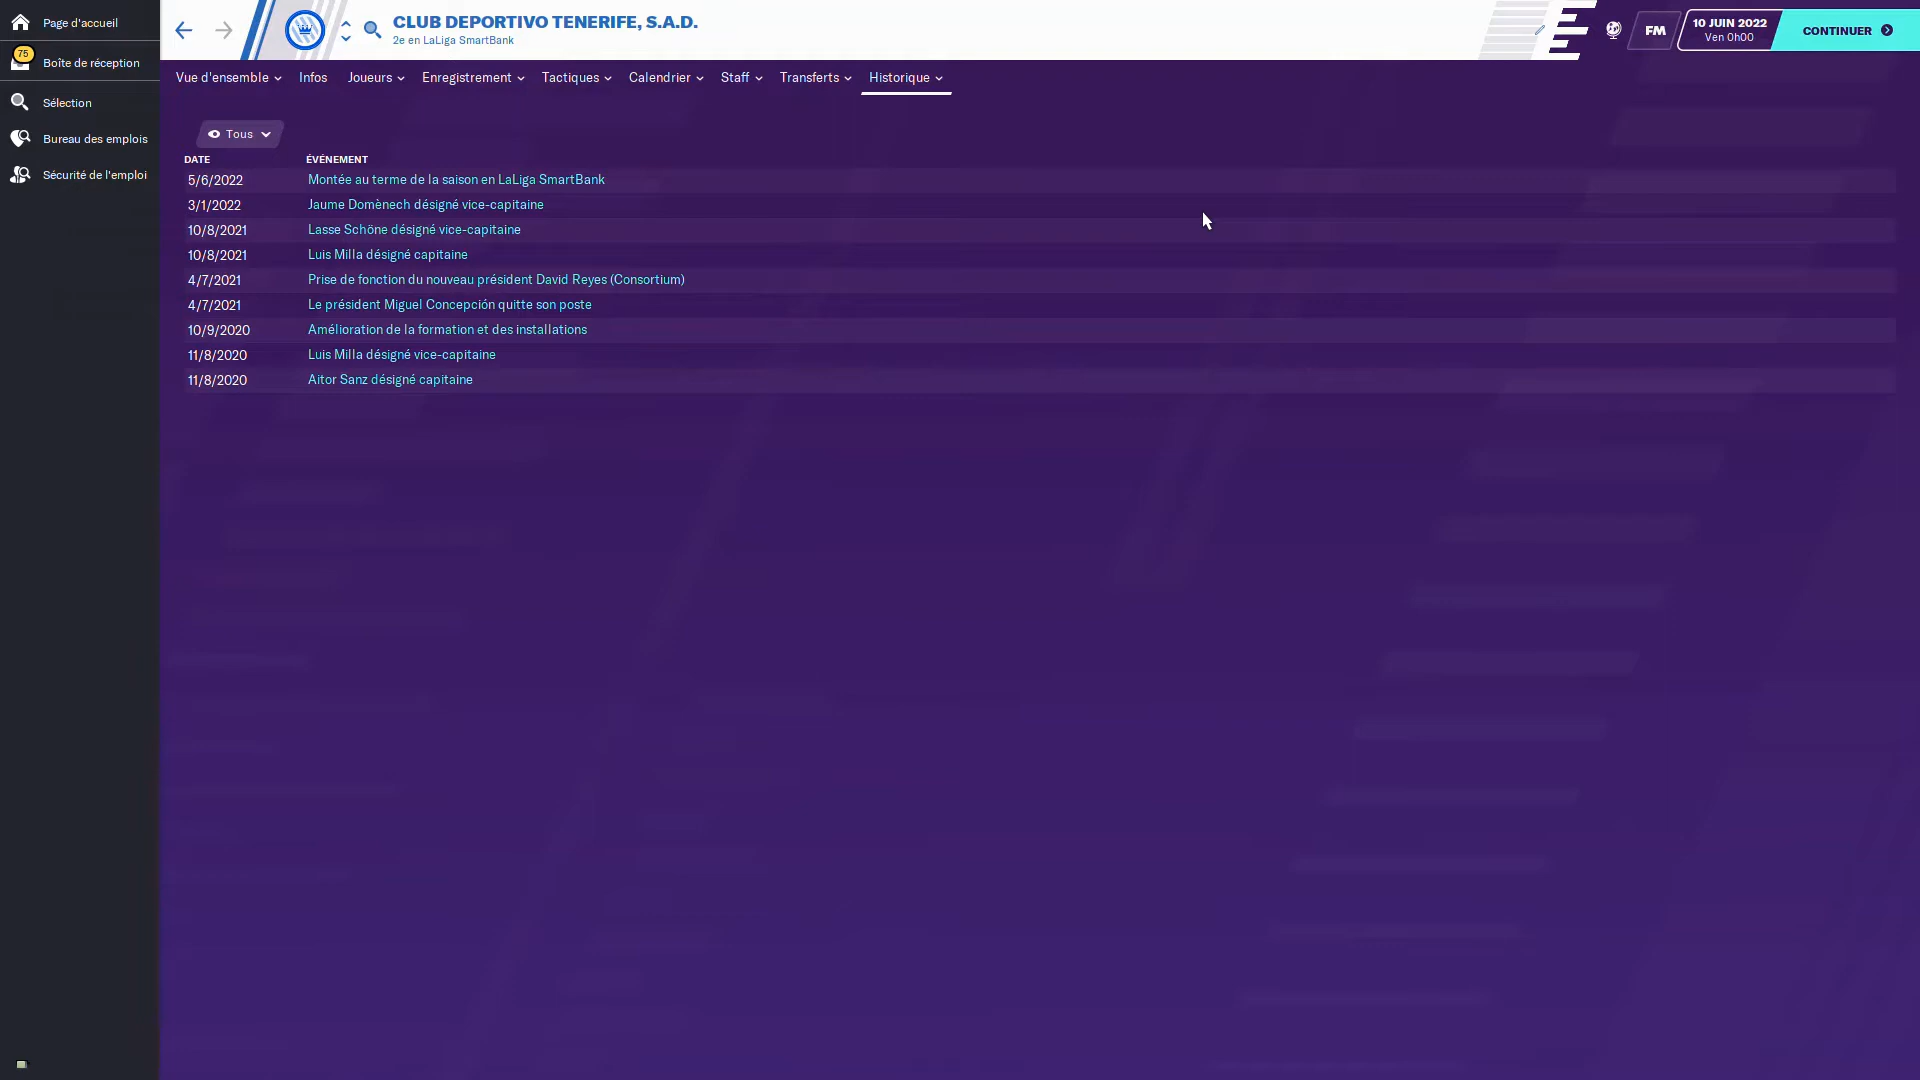 Page d'accueil
75
Boîte de réception
Sélection
Bureau des emplois
Sécurité de l'emploi
CLUB DEPORTIVO TENERIFE, S.A.D.
2e en LaLiga SmartBank
FM
10 JUIN 2022
Ven 0h00
CONTINUER
Vue d'ensemble Infos Joueurs Enregistrement Tactiques Calendrier Staff Transferts Historique
Tous
DATE ÉVÉNEMENT
5/6/2022 Montée au terme de la saison en LaLiga SmartBank
3/1/2022 Jaume Domènech désigné vice-capitaine
10/8/2021 Lasse Schöne désigné vice-capitaine
10/8/2021 Luis Milla désigné capitaine
4/7/2021 Prise de fonction du nouveau président David Reyes (Consortium)
4/7/2021 Le président Miguel Concepción quitte son poste
10/9/2020 Amélioration de la formation et des installations
11/8/2020 Luis Milla désigné vice-capitaine
11/8/2020 Aitor Sanz désigné capitaine